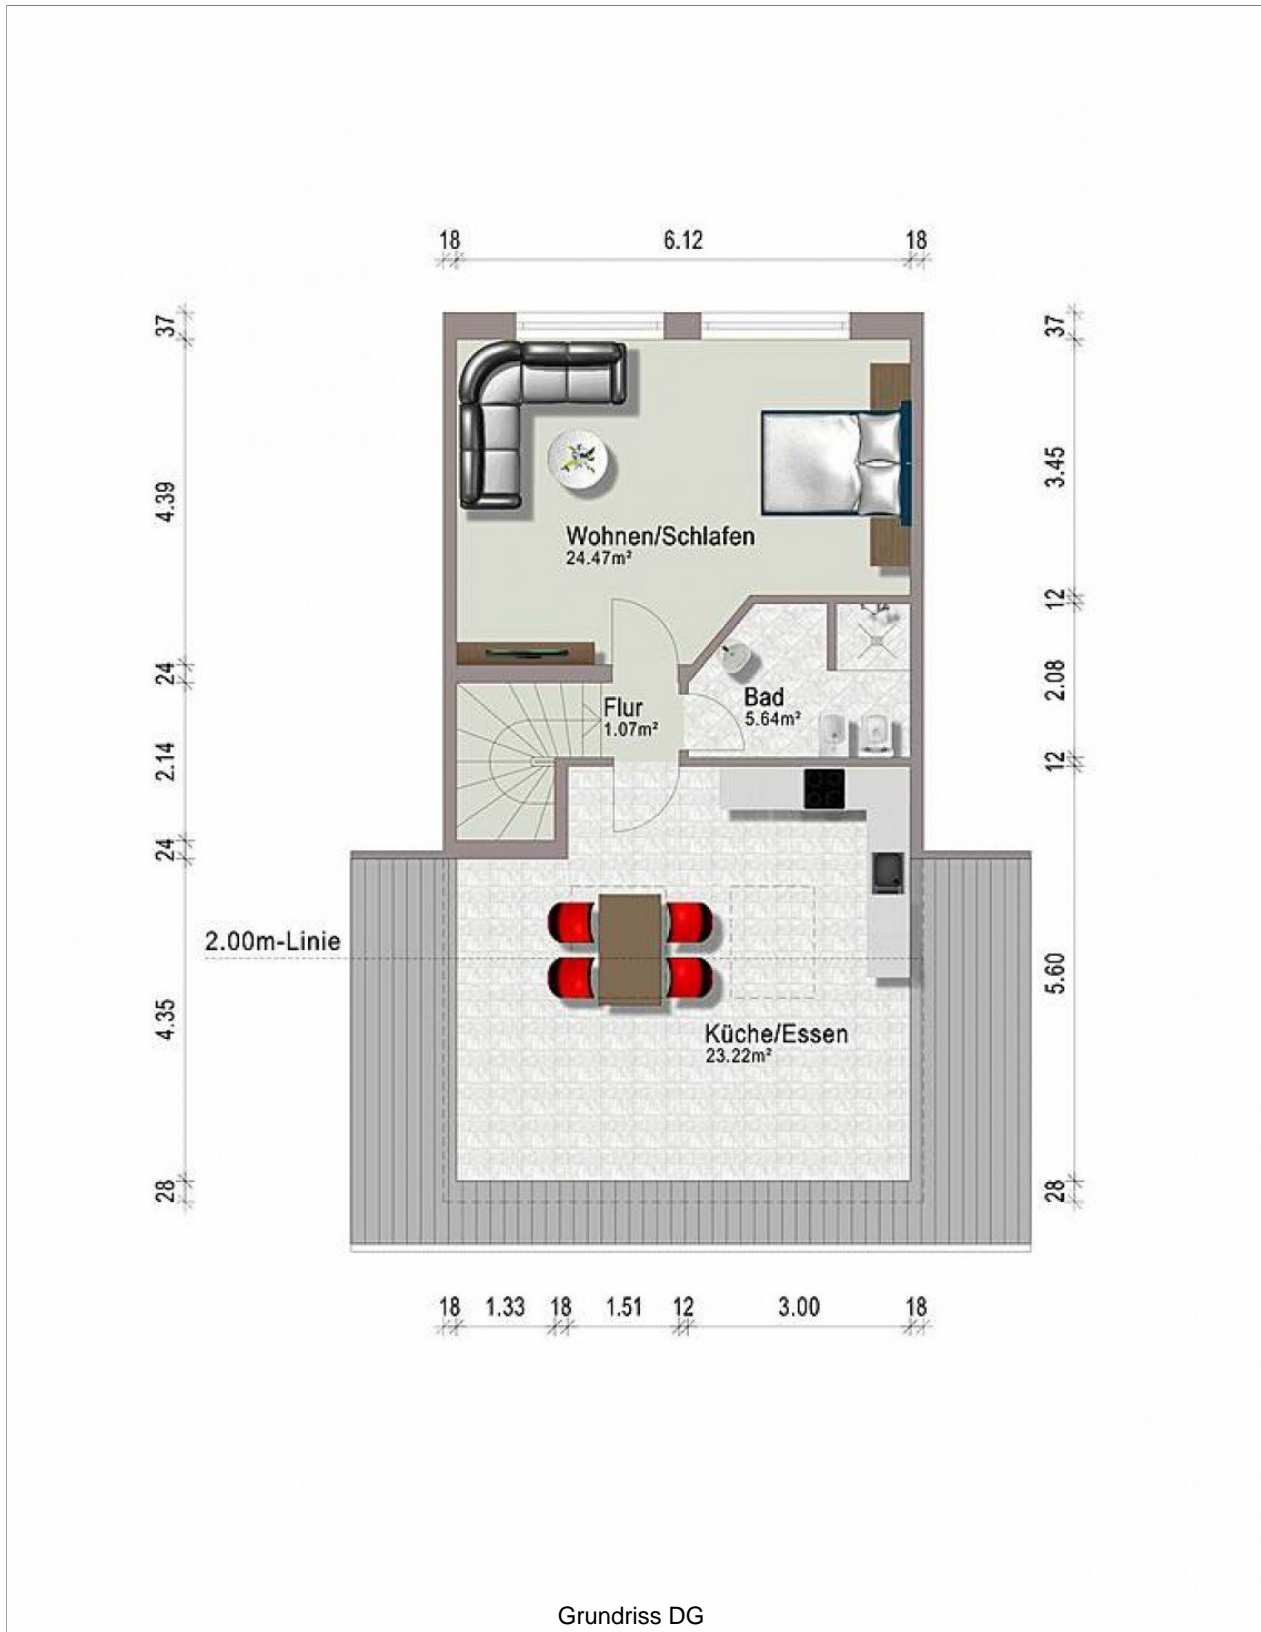 18 6.12 18
37
4.39
24
2.14
24
4.35
28
37
3.45
12
2.08
12
5.60
28
Wohnen/Schlafen
24.47m²
Flur
1.07m²
Bad
5.64m²
2.00m-Linie
Küche/Essen
23.22m²
18 1.33 18 1.51 12 3.00 18
Grundriss DG